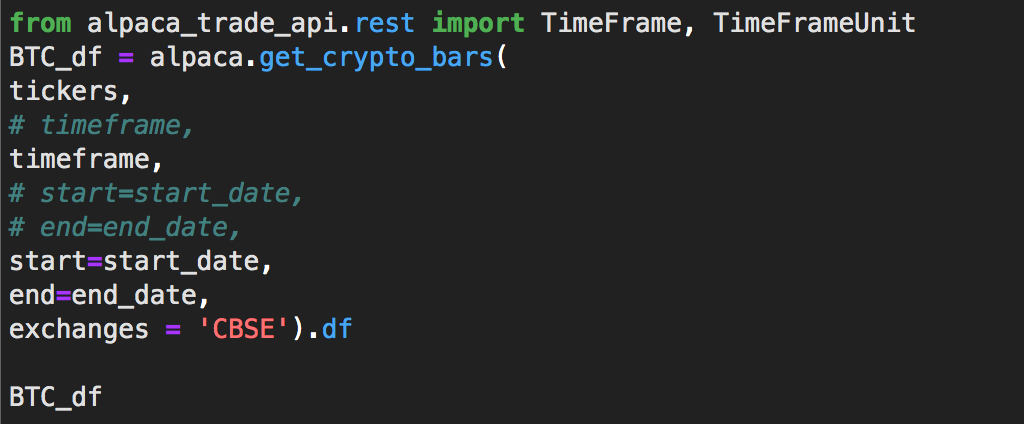 from alpaca_trade_api.rest import TimeFrame, TimeFrameUnit
BTC_df = alpaca.get_crypto_bars(
tickers,
# timeframe,
timeframe,
# start=start_date,
# end=end_date,
start=start_date,
end=end_date,
exchanges = 'CBSE').df
BTC_df